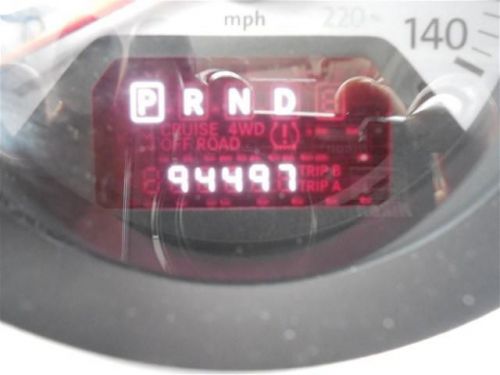 mph 220 140
P R N D
CRUISE 4WD
OFF ROAD
94497 TRIP B
TRIP A